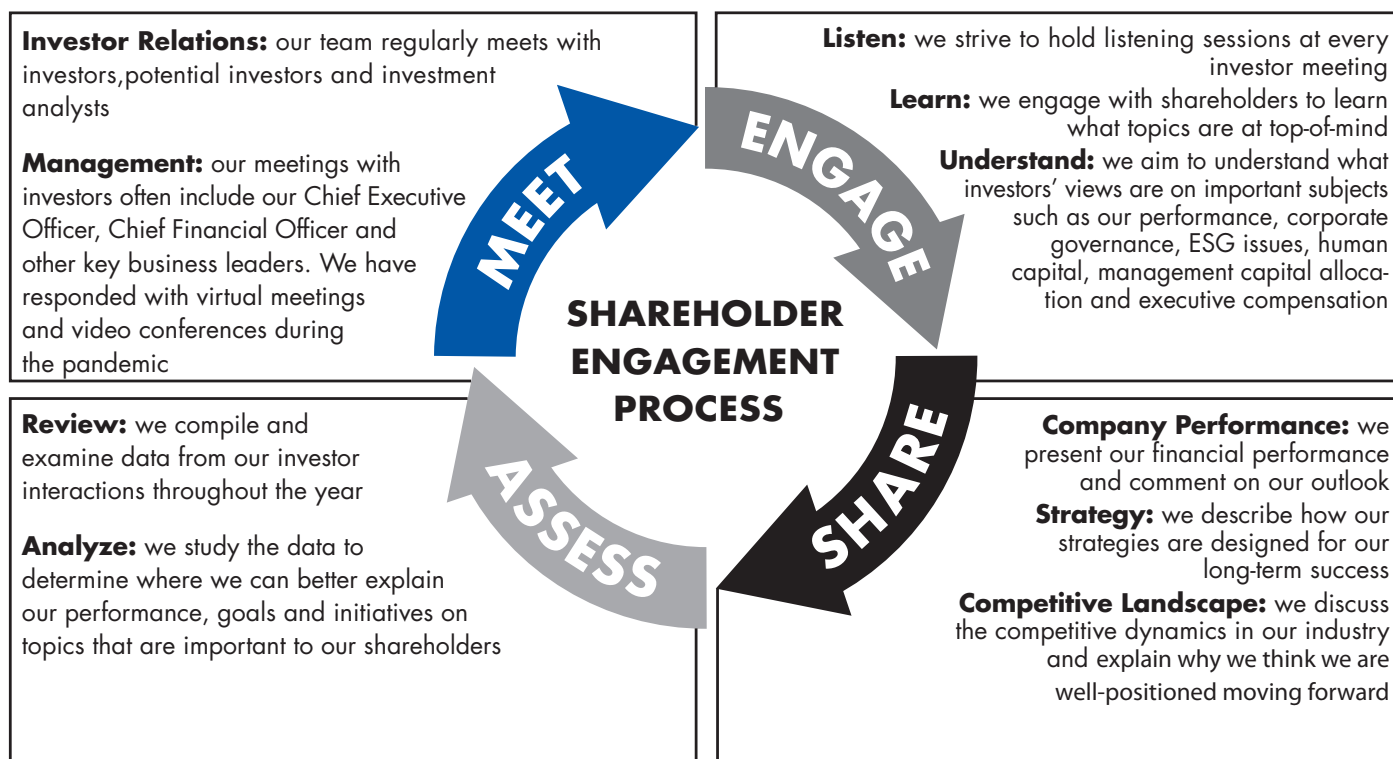 Investor Relations: our team regularly meets with
investors,potential investors and investment
analysts
Management: our meetings with
investors often include our Chief Executive
Officer, Chief Financial Officer and
other key business leaders. We have
responded with virtual meetings
and video conferences during
the pandemic
MEET
Listen: we strive to hold listening sessions at every
investor meeting
Learn: we engage with shareholders to learn
what topics are at top-of-mind
Understand: we aim to understand what
investors’ views are on important subjects
such as our performance, corporate
governance, ESG issues, human
capital, management capital alloca-
tion and executive compensation
ENGAGE
SHAREHOLDER
ENGAGEMENT
PROCESS
Review: we compile and
examine data from our investor
interactions throughout the year
Analyze: we study the data to
determine where we can better explain
our performance, goals and initiatives on
topics that are important to our shareholders
ASSESS
SHARE
Company Performance: we
present our financial performance
and comment on our outlook
Strategy: we describe how our
strategies are designed for our
long-term success
Competitive Landscape: we discuss
the competitive dynamics in our industry
and explain why we think we are
well-positioned moving forward